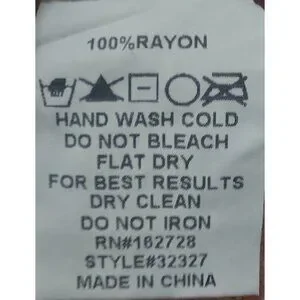 100%RAYON
HAND WASH COLD
DO NOT BLEACH
FLAT DRY
FOR BEST RESULTS
DRY CLEAN
DO NOT IRON
RN#162728
STYLE#32327
MADE IN CHINA